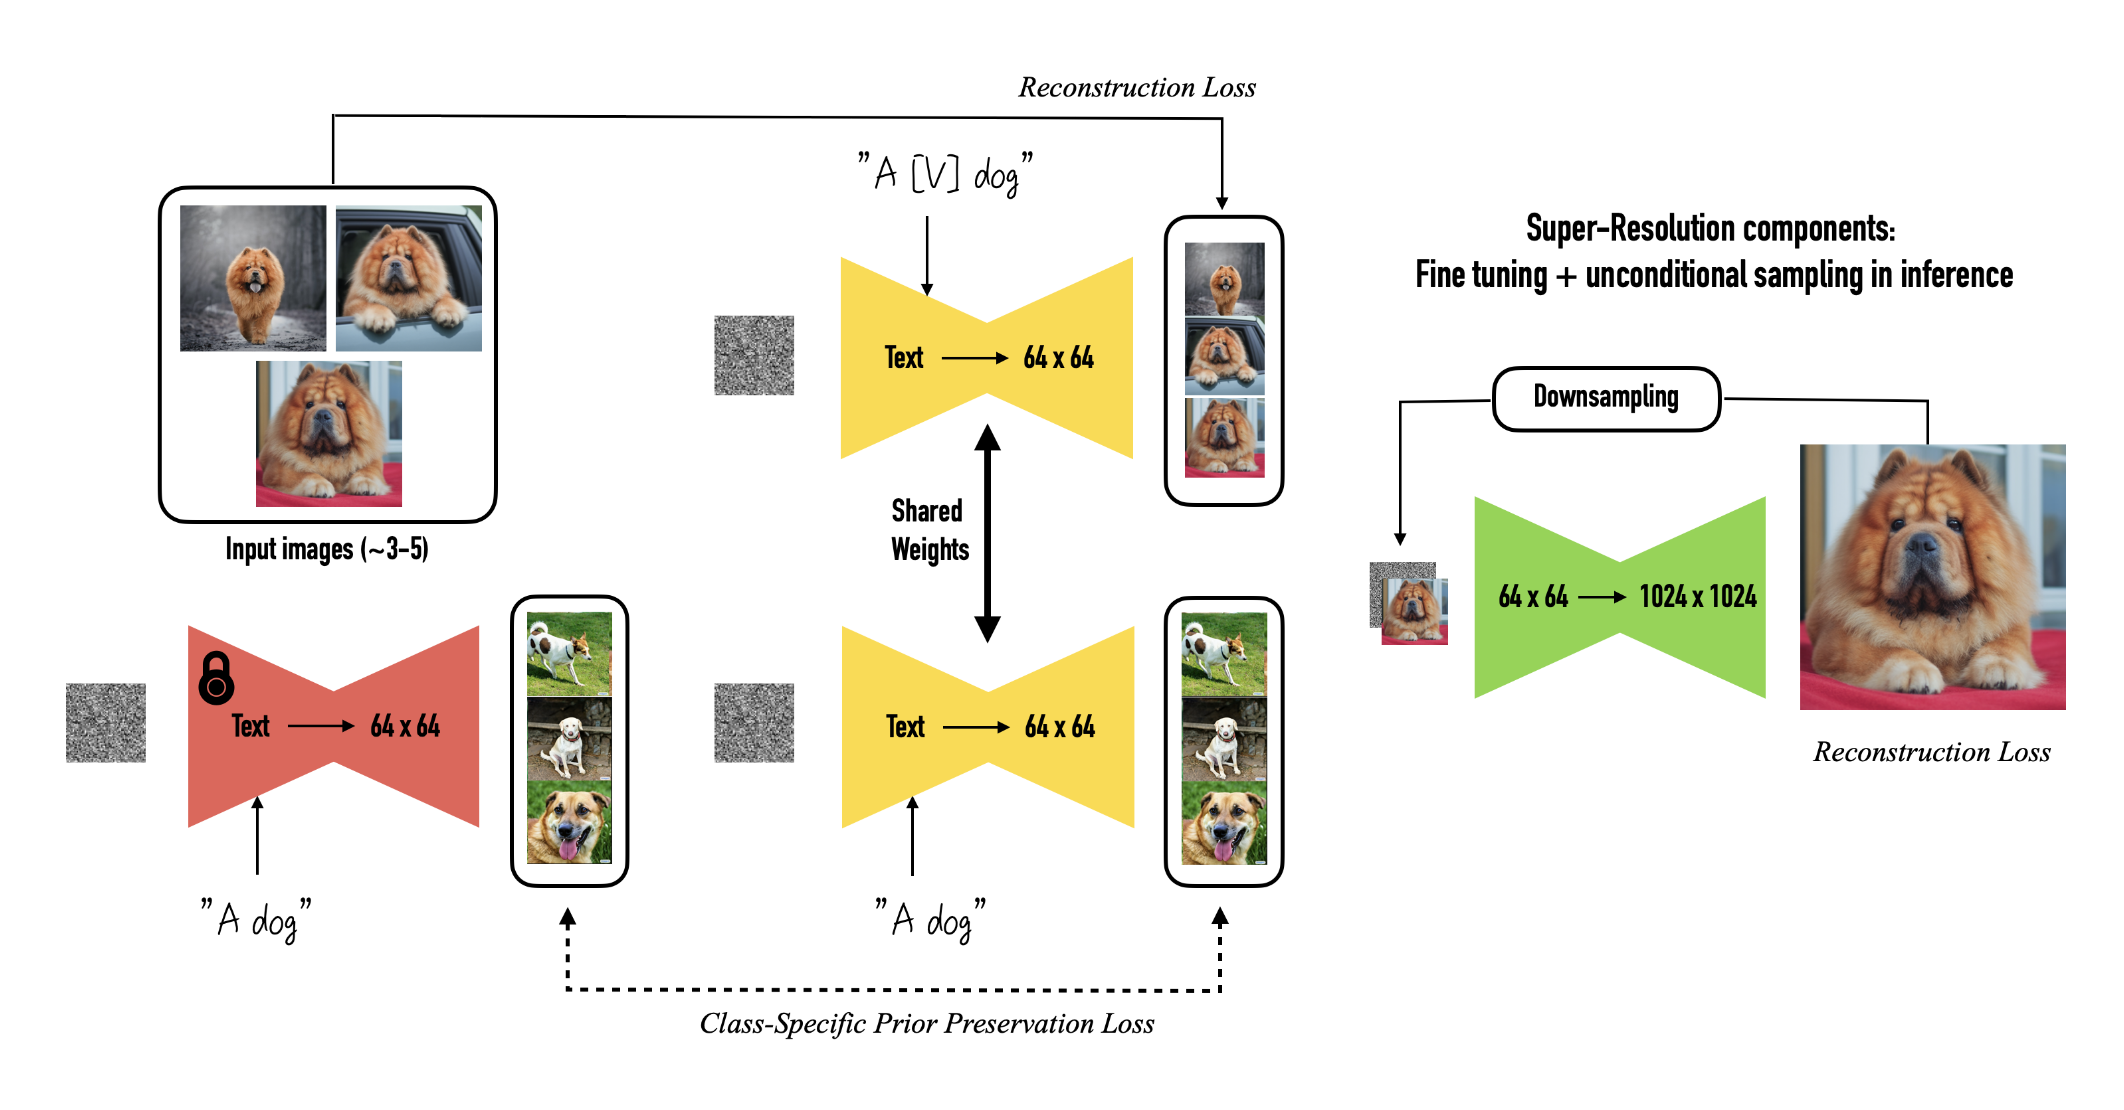 Reconstruction Loss
"A [V] dog"
Text → 64 x 64
Input images (~3-5)
Shared
Weights
Text → 64 x 64
"A dog"
Text → 64 x 64
"A dog"
Class-Specific Prior Preservation Loss
Super-Resolution components:
Fine tuning + unconditional sampling in inference
Downsampling
64 x 64 → 1024 x 1024
Reconstruction Loss